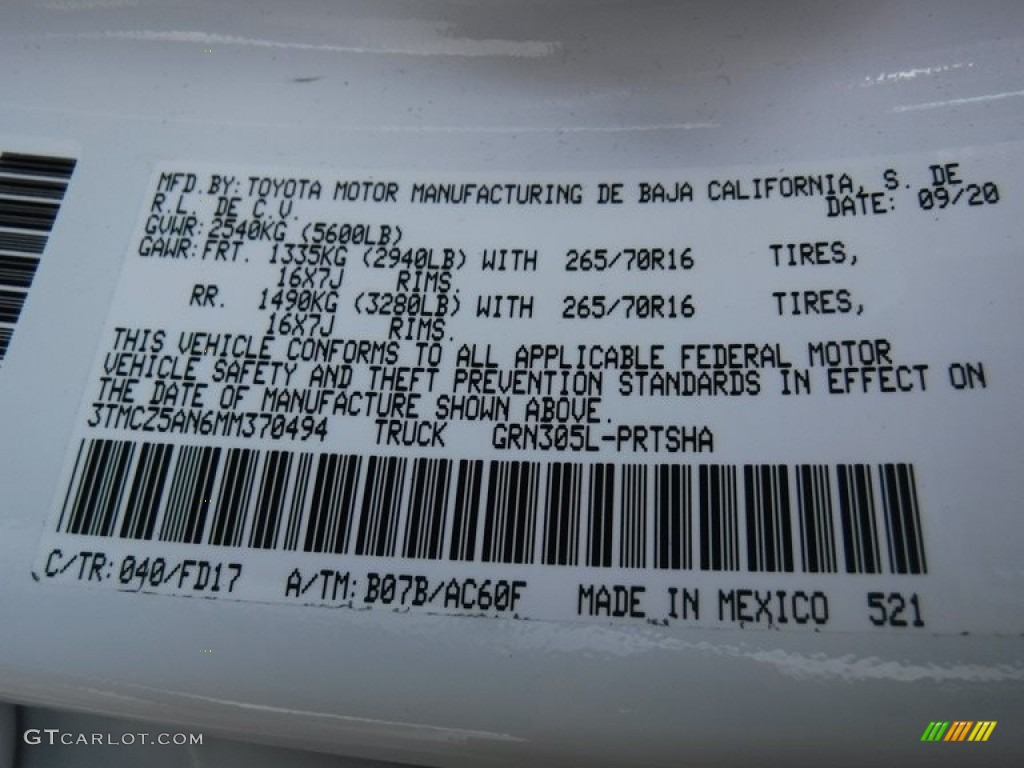 MFD. BY: TOYOTA MOTOR MANUFACTURING DE BAJA CALIFORNIA, S. DE
R.L. DE C.V. DATE: 09/20
GVWR: 2540KG (5600LB)
GAWR: FRT. 1335KG (2940LB) WITH 265/70R16 TIRES,
16X7J RIMS.
RR. 1490KG (3280LB) WITH 265/70R16 TIRES,
16X7J RIMS.
THIS VEHICLE CONFORMS TO ALL APPLICABLE FEDERAL MOTOR
VEHICLE SAFETY AND THEFT PREVENTION STANDARDS IN EFFECT ON
THE DATE OF MANUFACTURE SHOWN ABOVE.
3TMCZ5AN6MM370494 TRUCK GRN305L-PRTSHA
C/TR: 040/FD17 A/TM: B07B/AC60F MADE IN MEXICO 521
GTCARLOT.COM